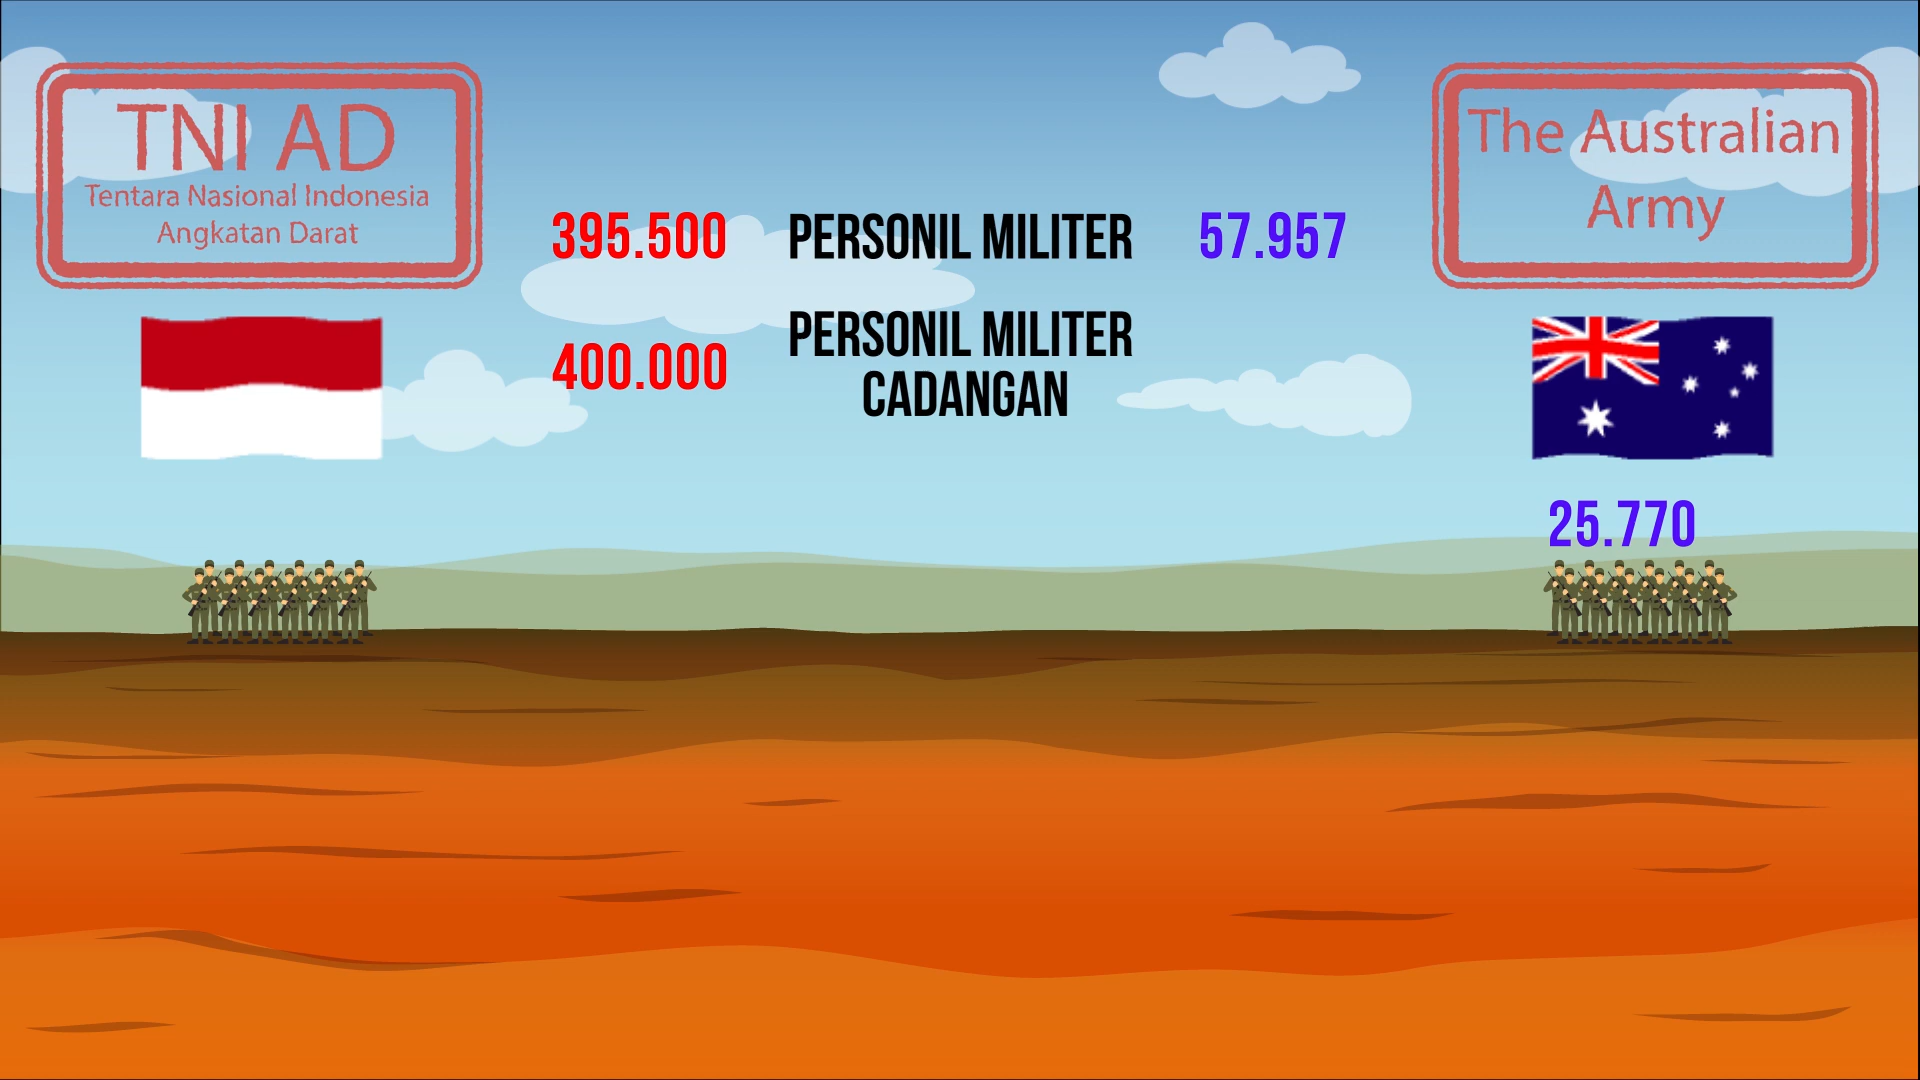 TNI AD
Tentara Nasional Indonesia
Angkatan Darat
The Australian
Army
395.500 PERSONIL MILITER 57.957
400.000 PERSONIL MILITER
CADANGAN
25.770